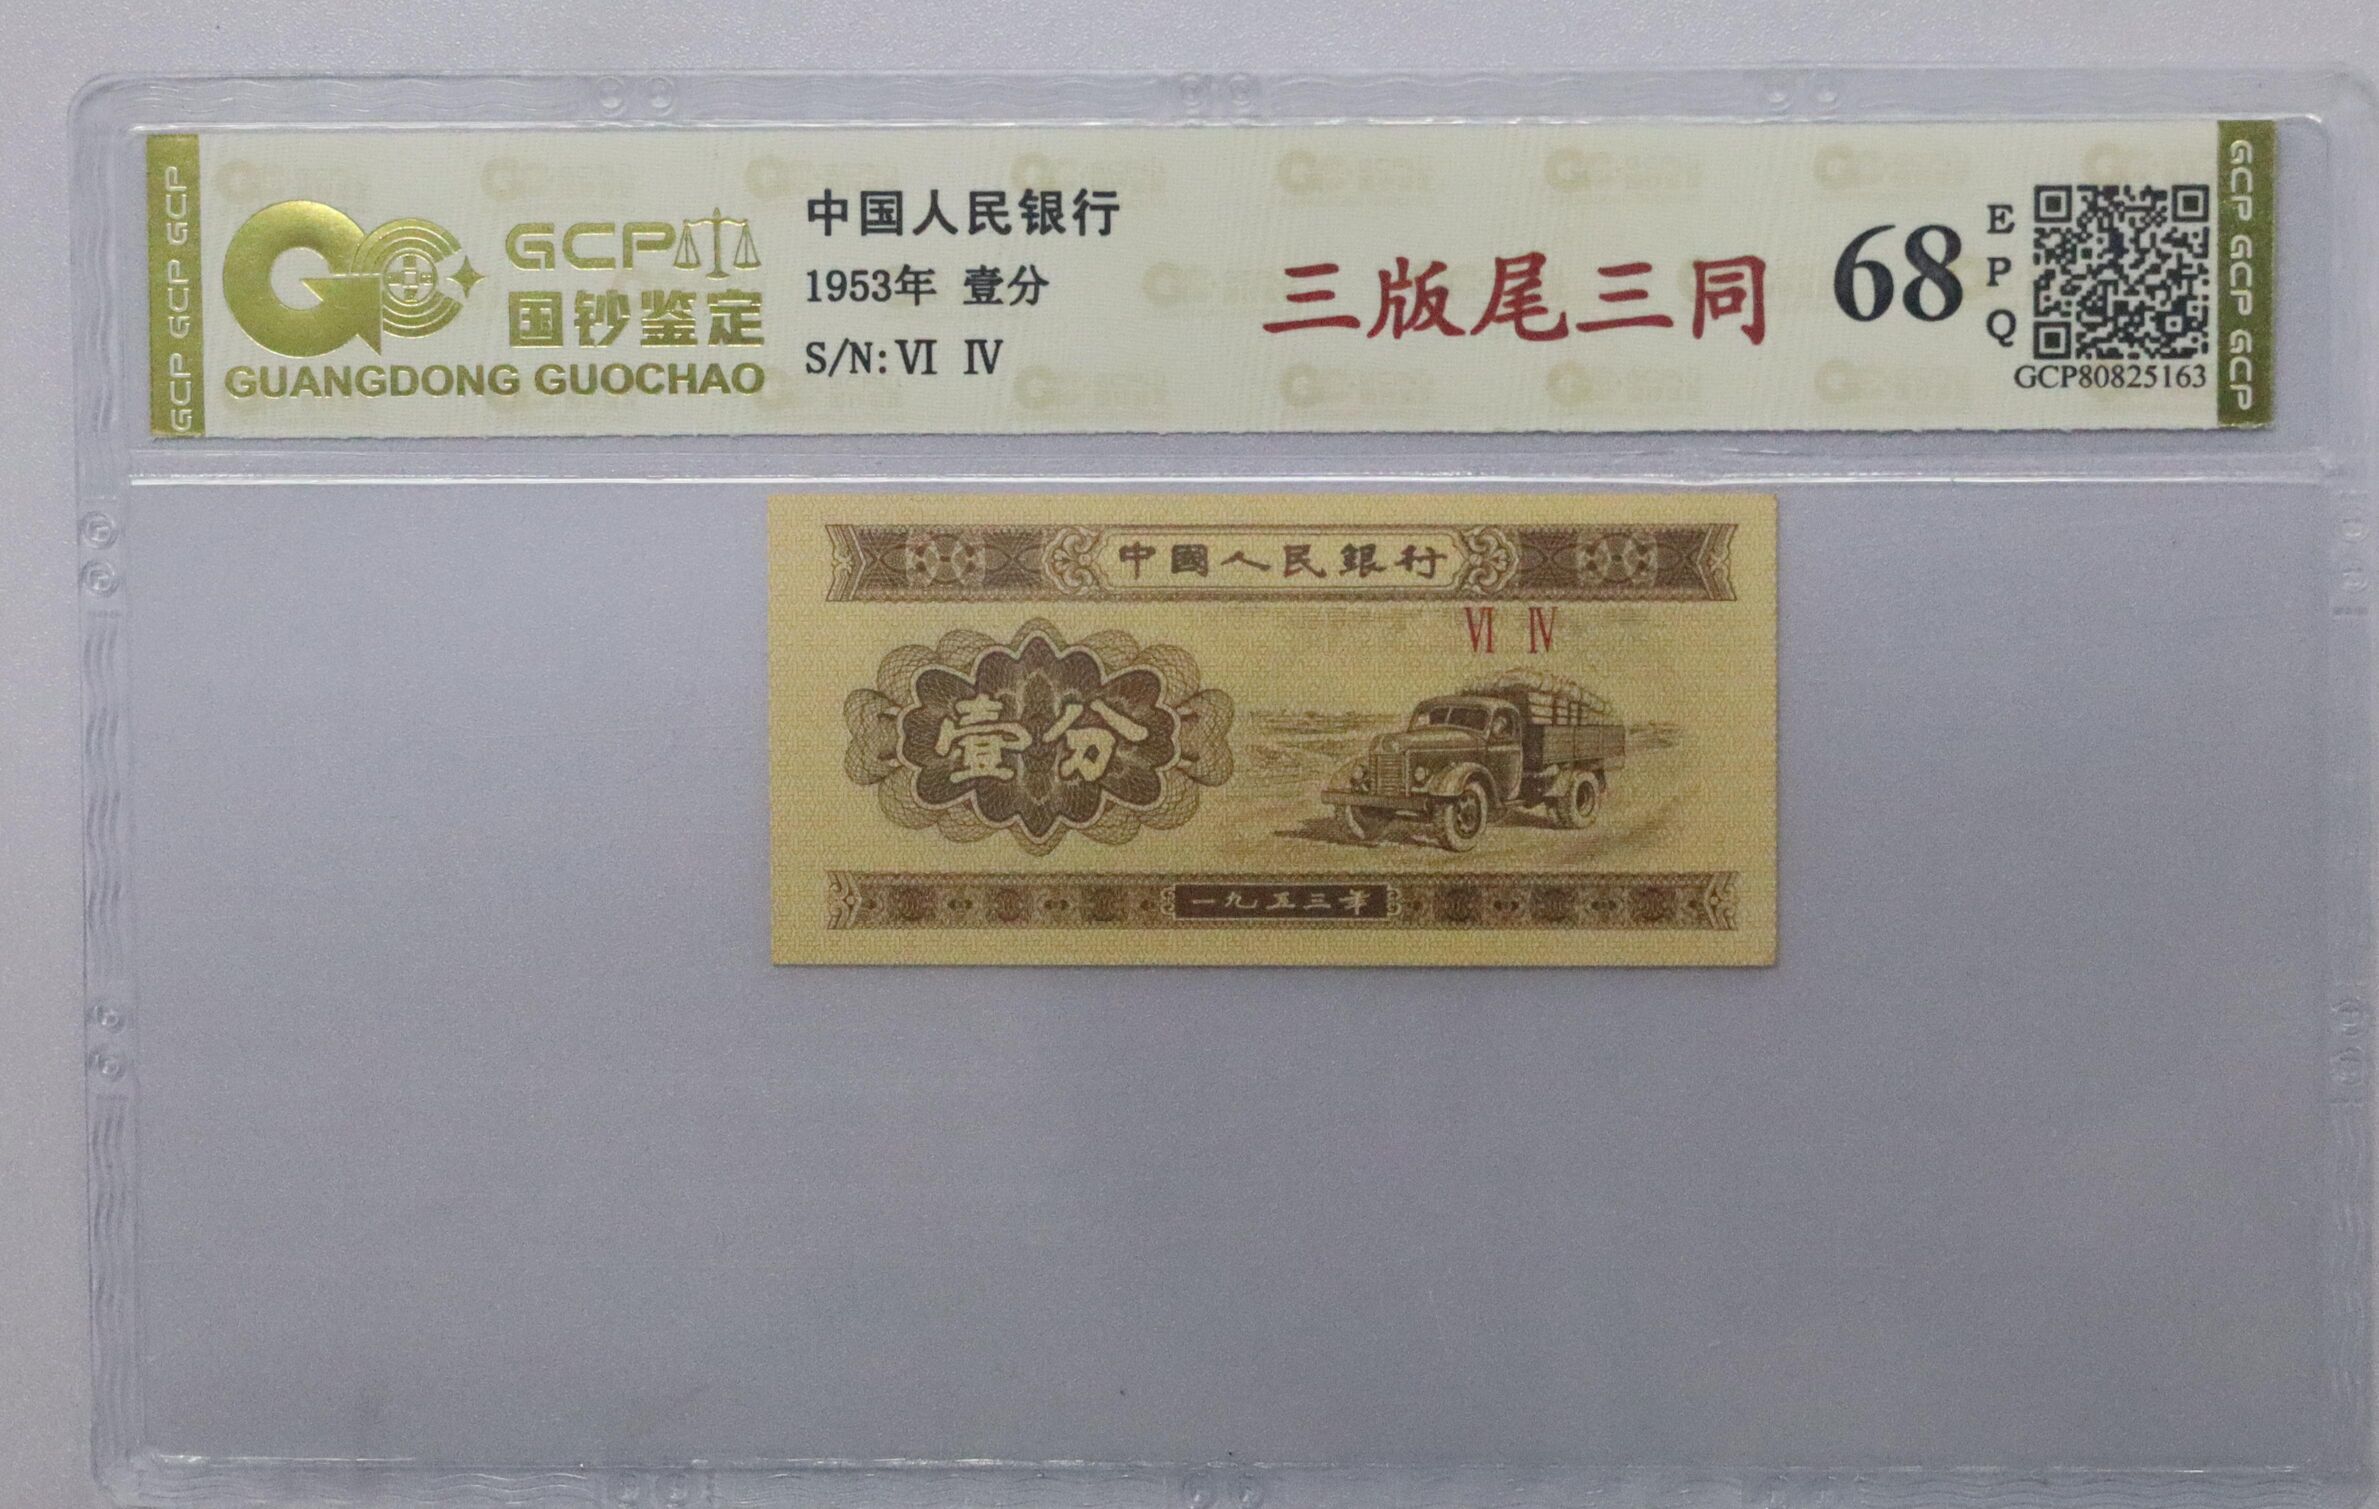 GCP GCP GCP
GCP
国钞鉴定
GUANGDONG GUOCHAO
中国人民银行
1953年 壹分
S/N: Ⅵ Ⅳ
三版尾三同
68
E
P
Q
GCP80825163
GCP GCP GCP
中國人民銀行
Ⅵ Ⅳ
壹分
一九五三年